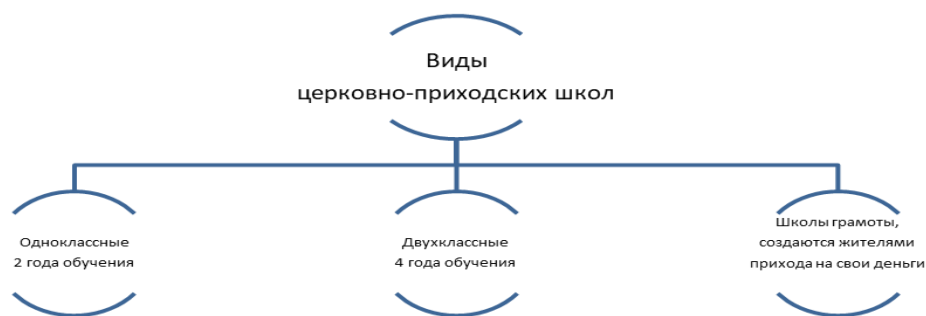 Виды
церковно-приходских школ
Одноклассные
2 года обучения
Двухклассные
4 года обучения
Школы грамоты,
создаются жителями
прихода на свои деньги